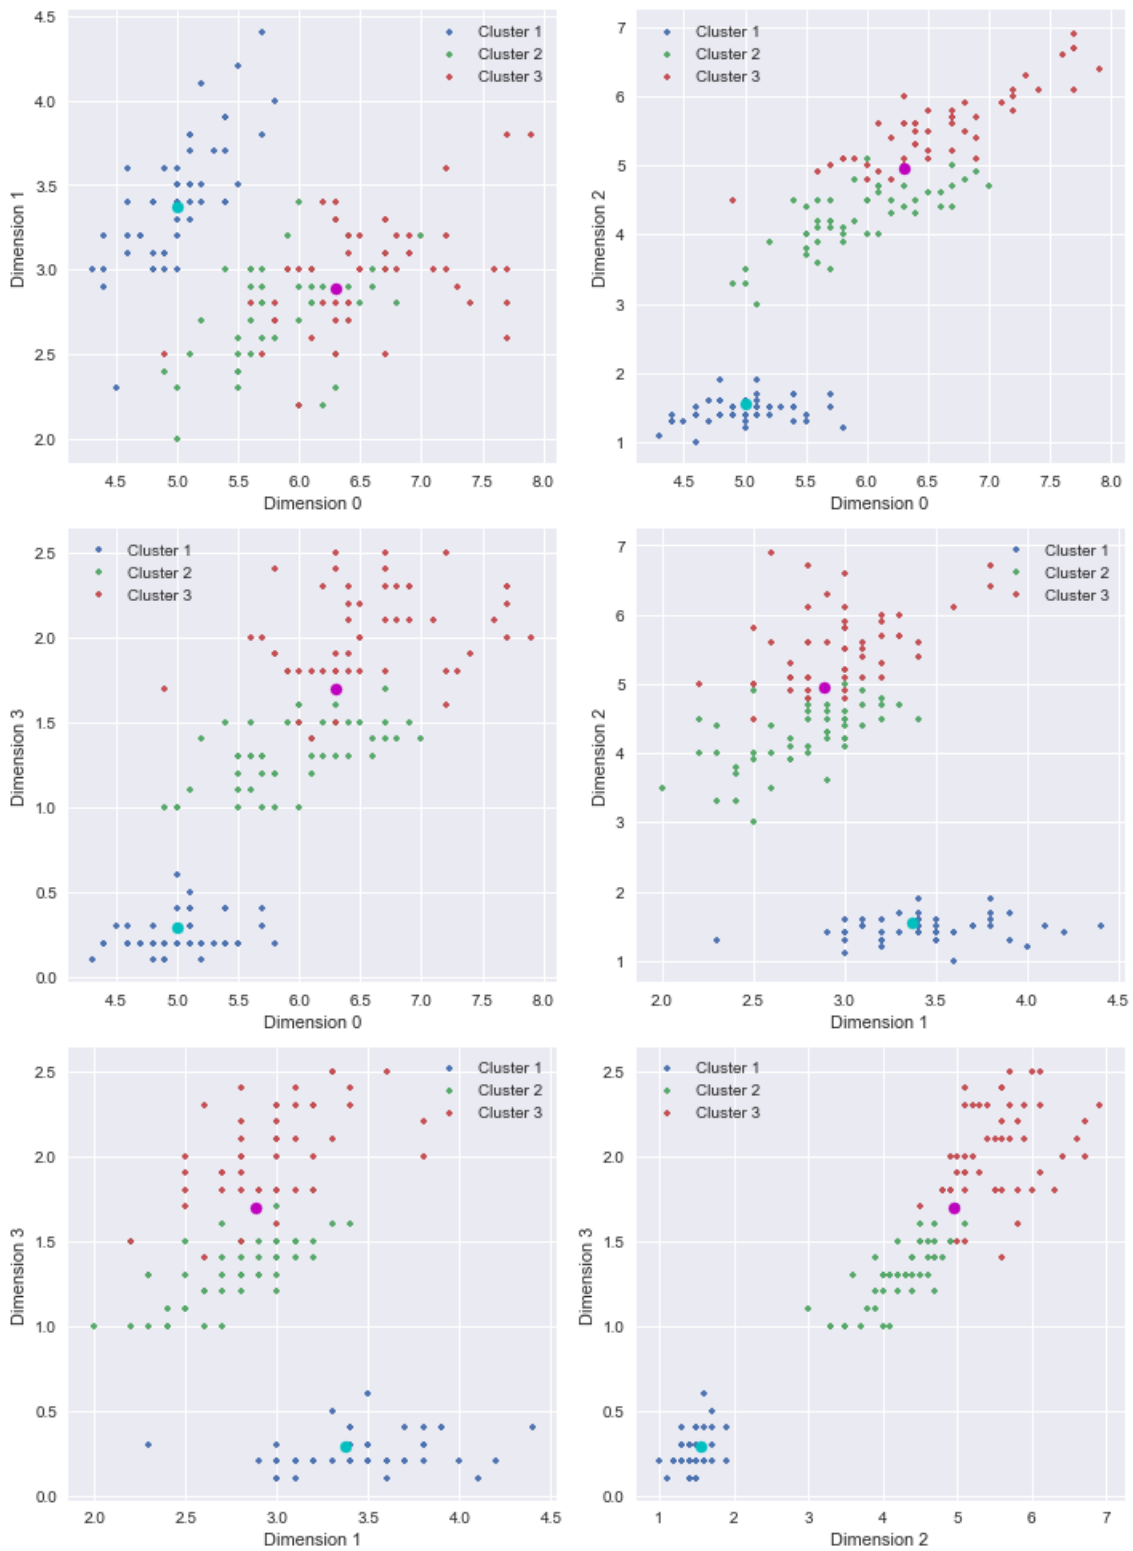 4.5
4.0
3.5
3.0
2.5
2.0
Dimension 1
Cluster 1
Cluster 2
Cluster 3
4.5 5.0 5.5 6.0 6.5 7.0 7.5 8.0
Dimension 0
7
6
5
4
3
2
1
Dimension 2
Cluster 1
Cluster 2
Cluster 3
4.5 5.0 5.5 6.0 6.5 7.0 7.5 8.0
Dimension 0
2.5
2.0
1.5
1.0
0.5
0.0
Dimension 3
Cluster 1
Cluster 2
Cluster 3
4.5 5.0 5.5 6.0 6.5 7.0 7.5 8.0
Dimension 0
7
6
5
4
3
2
1
Dimension 2
Cluster 1
Cluster 2
Cluster 3
2.0 2.5 3.0 3.5 4.0 4.5
Dimension 1
2.5
2.0
1.5
1.0
0.5
0.0
Dimension 3
Cluster 1
Cluster 2
Cluster 3
2.0 2.5 3.0 3.5 4.0 4.5
Dimension 1
2.5
2.0
1.5
1.0
0.5
0.0
Dimension 3
Cluster 1
Cluster 2
Cluster 3
1 2 3 4 5 6 7
Dimension 2